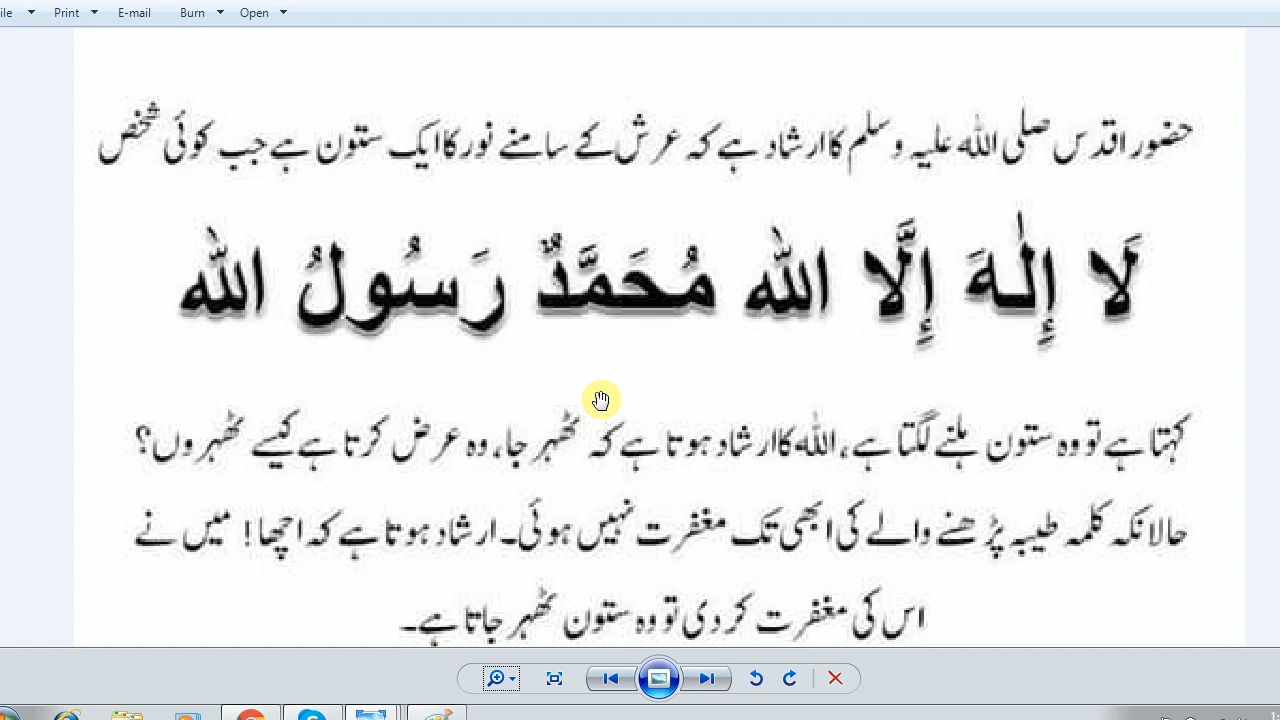 ile Print E-mail Burn Open
حضور اقدس صلی اللہ علیہ وسلم کا ارشاد ہے کہ عرش کے سامنے نور کا ایک ستون ہے جب کوئی شخص
لَا إِلٰهَ إِلَّا الله مُحَمَّدٌ رَسُولُ الله
کہتا ہے تو وہ ستون ہلنے لگتا ہے، اللہ کا ارشاد ہوتا ہے کہ ٹھہر جا، وہ عرض کرتا ہے کیسے ٹھہروں؟
حالانکہ کلمہ طیبہ پڑھنے والے کی ابھی تک مغفرت نہیں ہوئی۔ ارشاد ہوتا ہے کہ اچھا! میں نے
اس کی مغفرت کر دی تو وہ ستون ٹھہر جاتا ہے۔